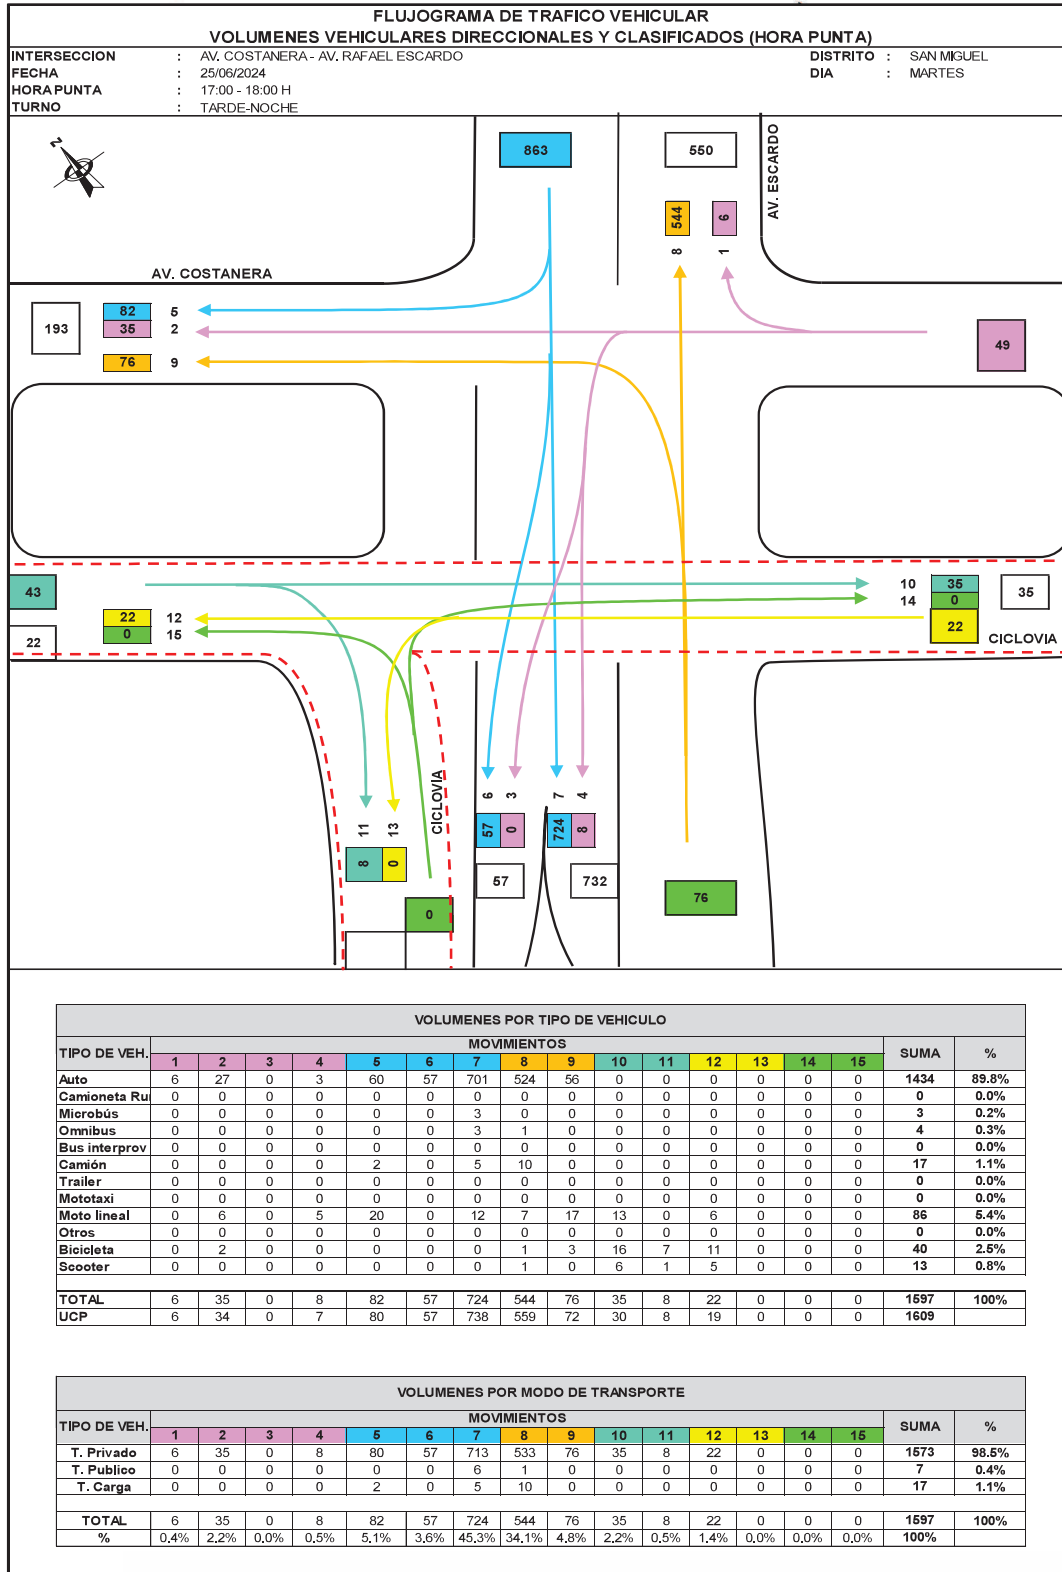 FLUJOGRAMA DE TRAFICO VEHICULAR
VOLUMENES VEHICULARES DIRECCIONALES Y CLASIFICADOS (HORA PUNTA)
INTERSECCION : AV. COSTANERA - AV. RAFAEL ESCARDO DISTRITO : SAN MIGUEL
FECHA : 25/06/2024 DIA : MARTES
HORA PUNTA : 17:00 - 18:00 H
TURNO : TARDE-NOCHE
N
863 550
AV. ESCARDO
544 6
8 1
AV. COSTANERA
193 82 5
35 2
76 9
49
43 10 35 35
14 0
22 12 22
22 0 15
CICLOVIA
CICLOVIA
6 3 7 4
11 13
57 0 724 8
8 0
57 732
76
0
VOLUMENES POR TIPO DE VEHICULO
TIPO DE VEH. MOVIMIENTOS SUMA %
1 2 3 4 5 6 7 8 9 10 11 12 13 14 15
Auto 6 27 0 3 60 57 701 524 56 0 0 0 0 0 0 1434 89.8%
Camioneta Ru 0 0 0 0 0 0 0 0 0 0 0 0 0 0 0 0 0.0%
Microbús 0 0 0 0 0 0 3 0 0 0 0 0 0 0 0 3 0.2%
Omnibus 0 0 0 0 0 0 3 1 0 0 0 0 0 0 0 4 0.3%
Bus interprov 0 0 0 0 0 0 0 0 0 0 0 0 0 0 0 0 0.0%
Camión 0 0 0 0 2 0 5 10 0 0 0 0 0 0 0 17 1.1%
Trailer 0 0 0 0 0 0 0 0 0 0 0 0 0 0 0 0 0.0%
Mototaxi 0 0 0 0 0 0 0 0 0 0 0 0 0 0 0 0 0.0%
Moto lineal 0 6 0 5 20 0 12 7 17 13 0 6 0 0 0 86 5.4%
Otros 0 0 0 0 0 0 0 0 0 0 0 0 0 0 0 0 0.0%
Bicicleta 0 2 0 0 0 0 0 1 3 16 7 11 0 0 0 40 2.5%
Scooter 0 0 0 0 0 0 0 1 0 6 1 5 0 0 0 13 0.8%
TOTAL 6 35 0 8 82 57 724 544 76 35 8 22 0 0 0 1597 100%
UCP 6 34 0 7 80 57 738 559 72 30 8 19 0 0 0 1609
VOLUMENES POR MODO DE TRANSPORTE
TIPO DE VEH. MOVIMIENTOS SUMA %
1 2 3 4 5 6 7 8 9 10 11 12 13 14 15
T. Privado 6 35 0 8 80 57 713 533 76 35 8 22 0 0 0 1573 98.5%
T. Publico 0 0 0 0 0 0 6 1 0 0 0 0 0 0 0 7 0.4%
T. Carga 0 0 0 0 2 0 5 10 0 0 0 0 0 0 0 17 1.1%
TOTAL 6 35 0 8 82 57 724 544 76 35 8 22 0 0 0 1597 100%
% 0.4% 2.2% 0.0% 0.5% 5.1% 3.6% 45.3% 34.1% 4.8% 2.2% 0.5% 1.4% 0.0% 0.0% 0.0% 100%